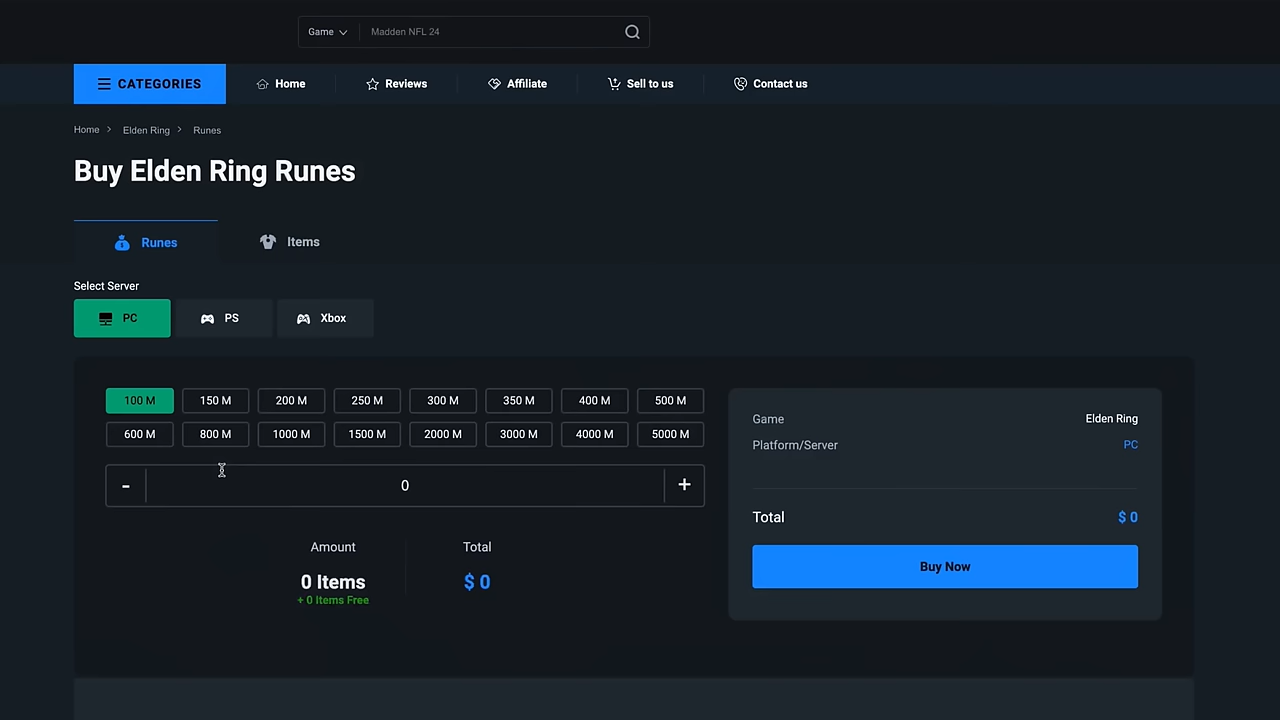 Game Madden NFL 24
CATEGORIES Home Reviews Affiliate Sell to us Contact us
Home > Elden Ring > Runes
Buy Elden Ring Runes
Runes Items
Select Server
PC PS Xbox
100 M 150 M 200 M 250 M 300 M 350 M 400 M 500 M
600 M 800 M 1000 M 1500 M 2000 M 3000 M 4000 M 5000 M
- 0 +
Amount Total
0 Items $ 0
+ 0 Items Free
Game Elden Ring
Platform/Server PC
Total $ 0
Buy Now